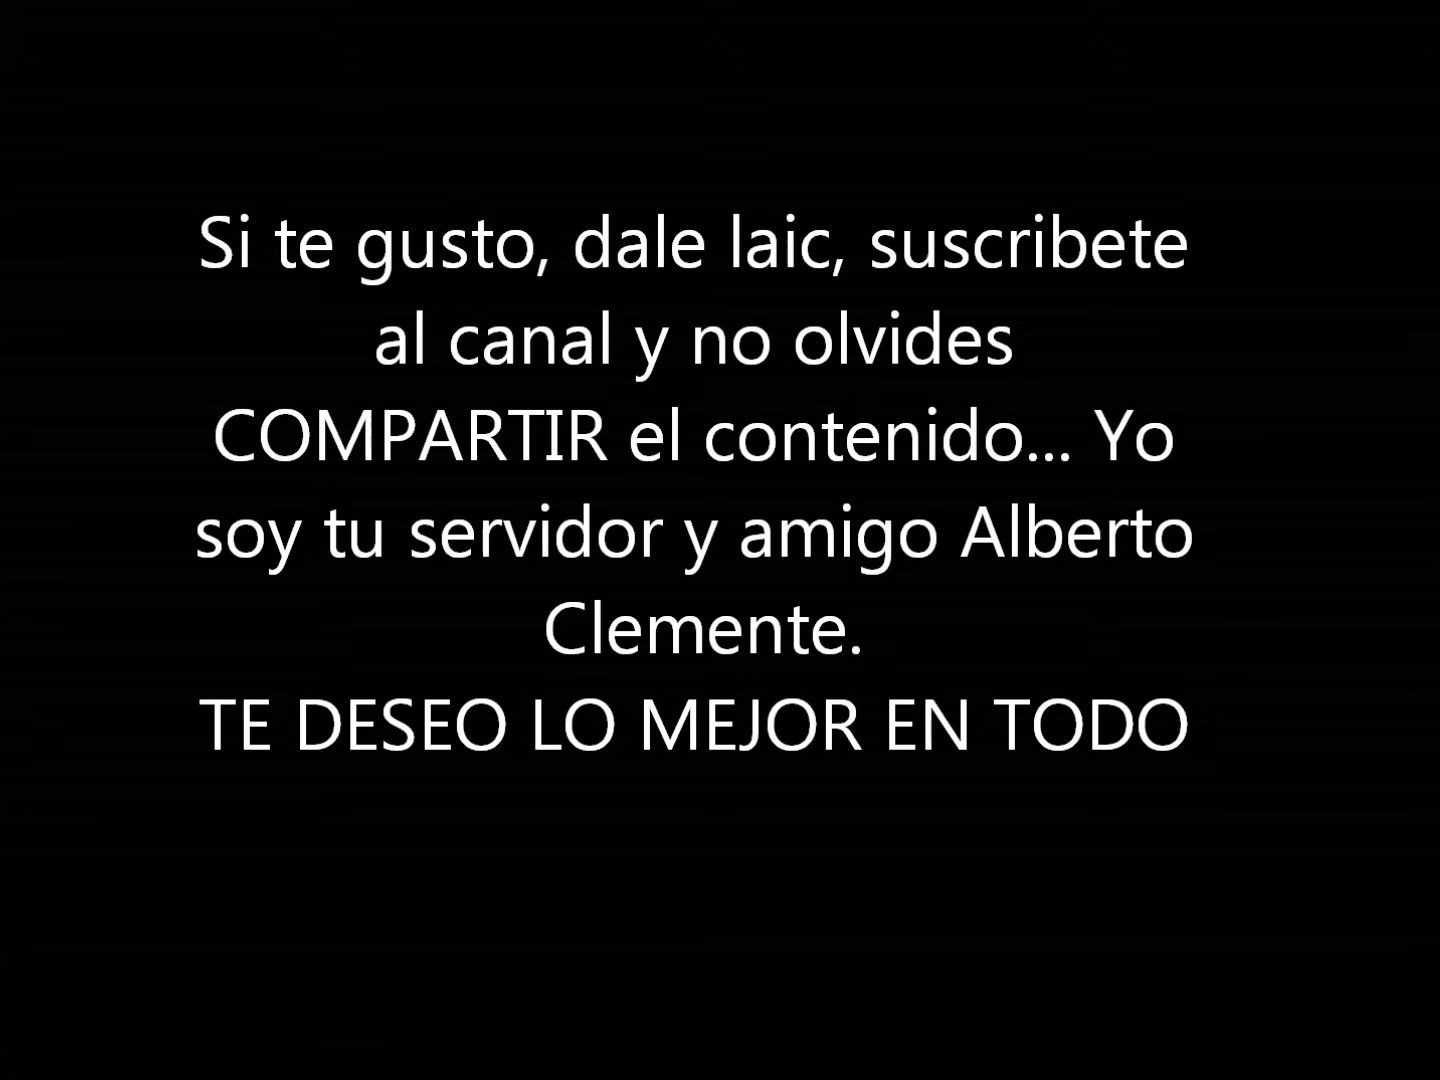 Si te gusto, dale laic, suscribete
al canal y no olvides
COMPARTIR el contenido... Yo
soy tu servidor y amigo Alberto
Clemente.
TE DESEO LO MEJOR EN TODO